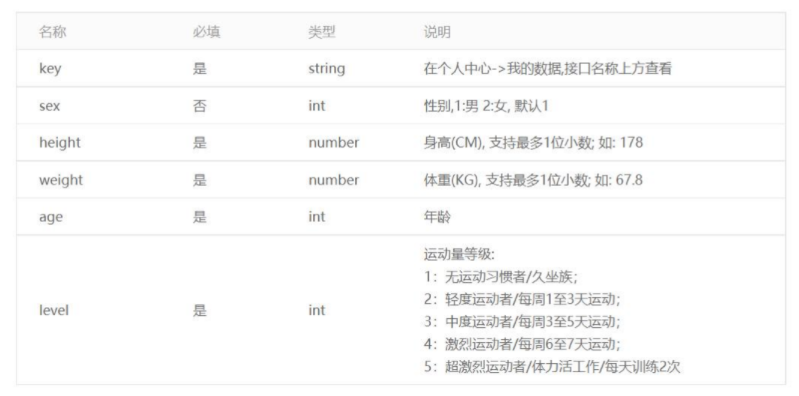 名称 必填 类型 说明
key 是 string 在个人中心->我的数据,接口名称上方查看
sex 否 int 性别,1:男 2:女, 默认1
height 是 number 身高(CM), 支持最多1位小数; 如: 178
weight 是 number 体重(KG), 支持最多1位小数; 如: 67.8
age 是 int 年龄
level 是 int 运动量等级:
1：无运动习惯者/久坐族；
2：轻度运动者/每周1至3天运动；
3：中度运动者/每周3至5天运动；
4：激烈运动者/每周6至7天运动；
5：超激烈运动者/体力活工作/每天训练2次